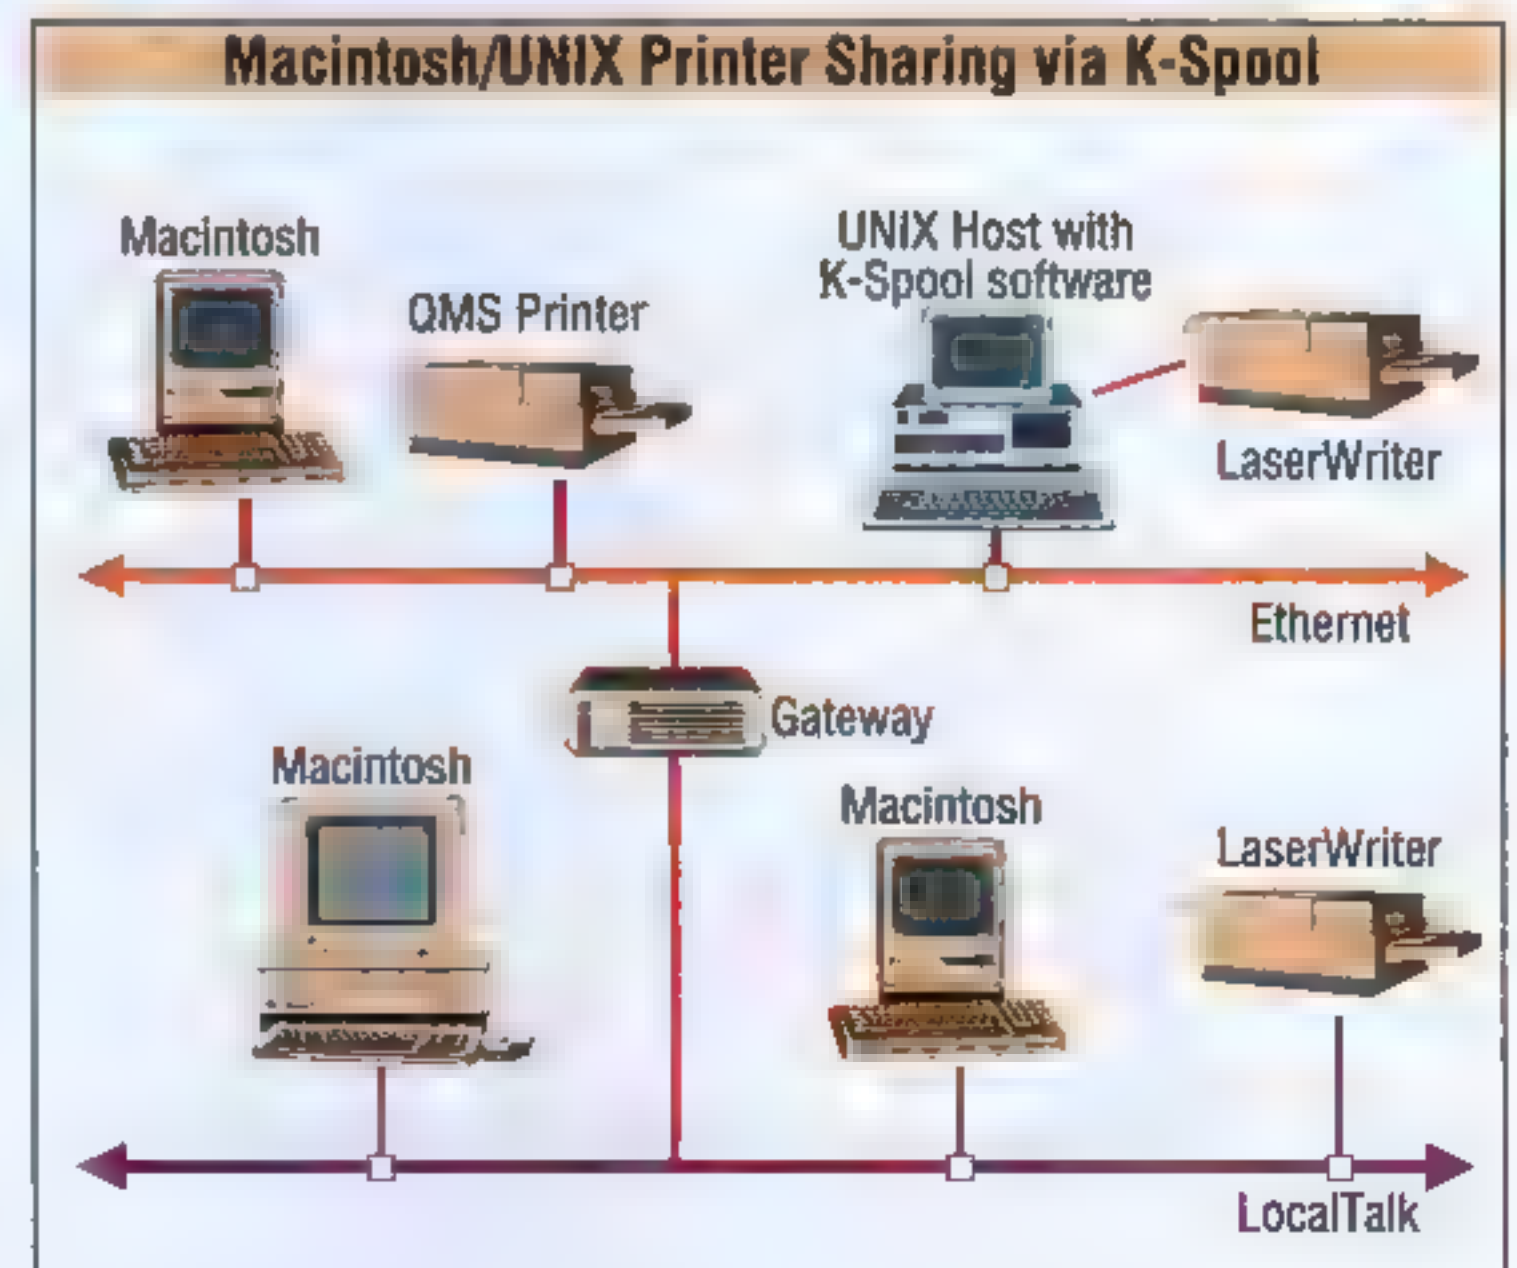 Macintosh/UNIX Printer Sharing via K-Spool
Macintosh
QMS Printer
UNIX Host with
K-Spool software
LaserWriter
Ethernet
Gateway
Macintosh
Macintosh
LaserWriter
LocalTalk